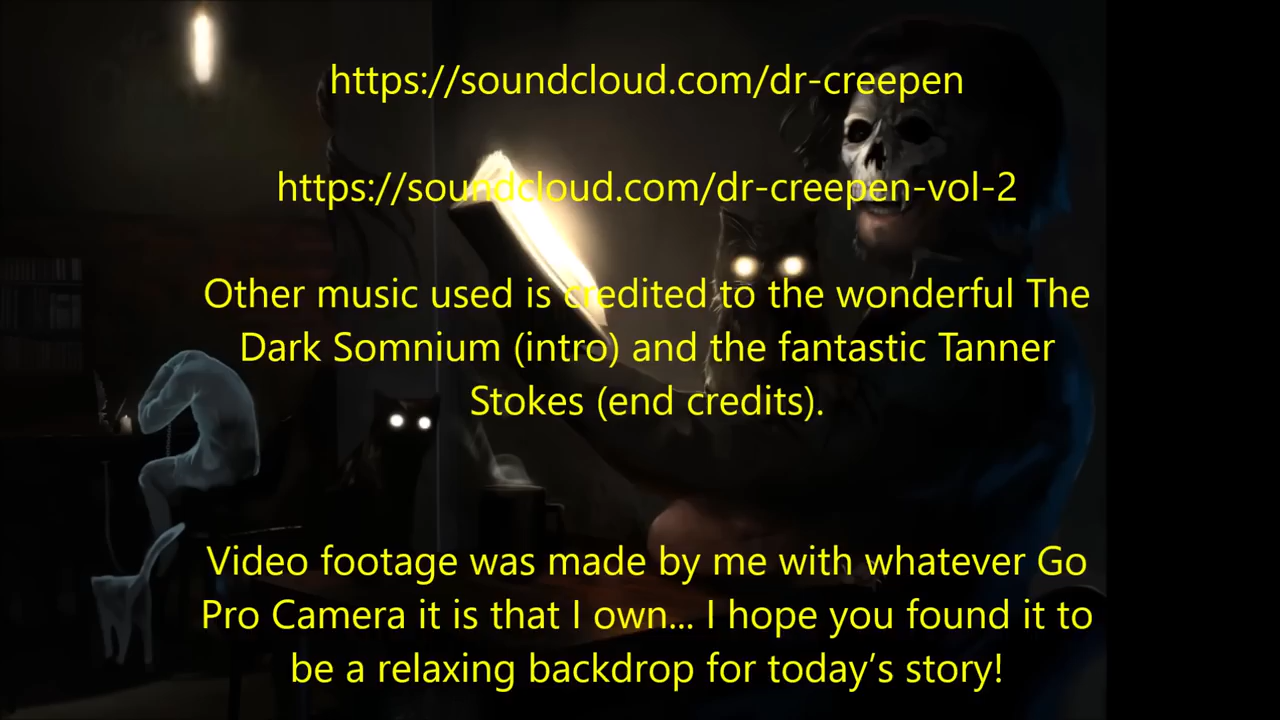 https://soundcloud.com/dr-creepen
https://soundcloud.com/dr-creepen-vol-2
Other music used is credited to the wonderful The
Dark Somnium (intro) and the fantastic Tanner
Stokes (end credits).
Video footage was made by me with whatever Go
Pro Camera it is that I own... I hope you found it to
be a relaxing backdrop for today’s story!